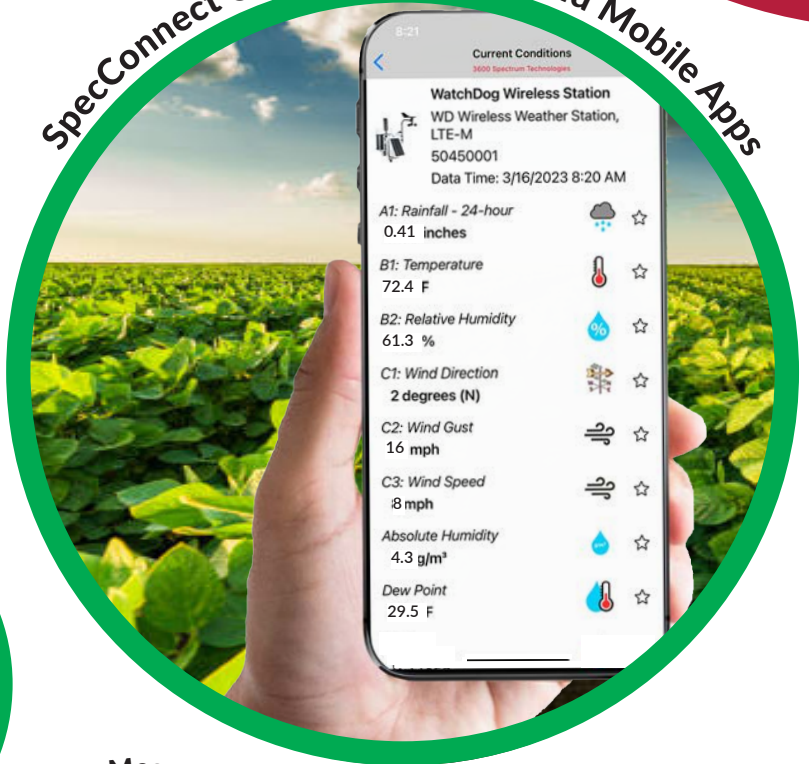 SpecConnect
Mobile Apps
8:21
Current Conditions
3600 Spectrum Technologies
WatchDog Wireless Station
WD Wireless Weather Station,
LTE-M
50450001
Data Time: 3/16/2023 8:20 AM
A1: Rainfall - 24-hour
0.41 inches
B1: Temperature
72.4 F
B2: Relative Humidity
%
61.3 %
C1: Wind Direction
2 degrees (N)
C2: Wind Gust
16 mph
C3: Wind Speed
8 mph
Absolute Humidity
4.3 g/m³
Dew Point
29.5 F